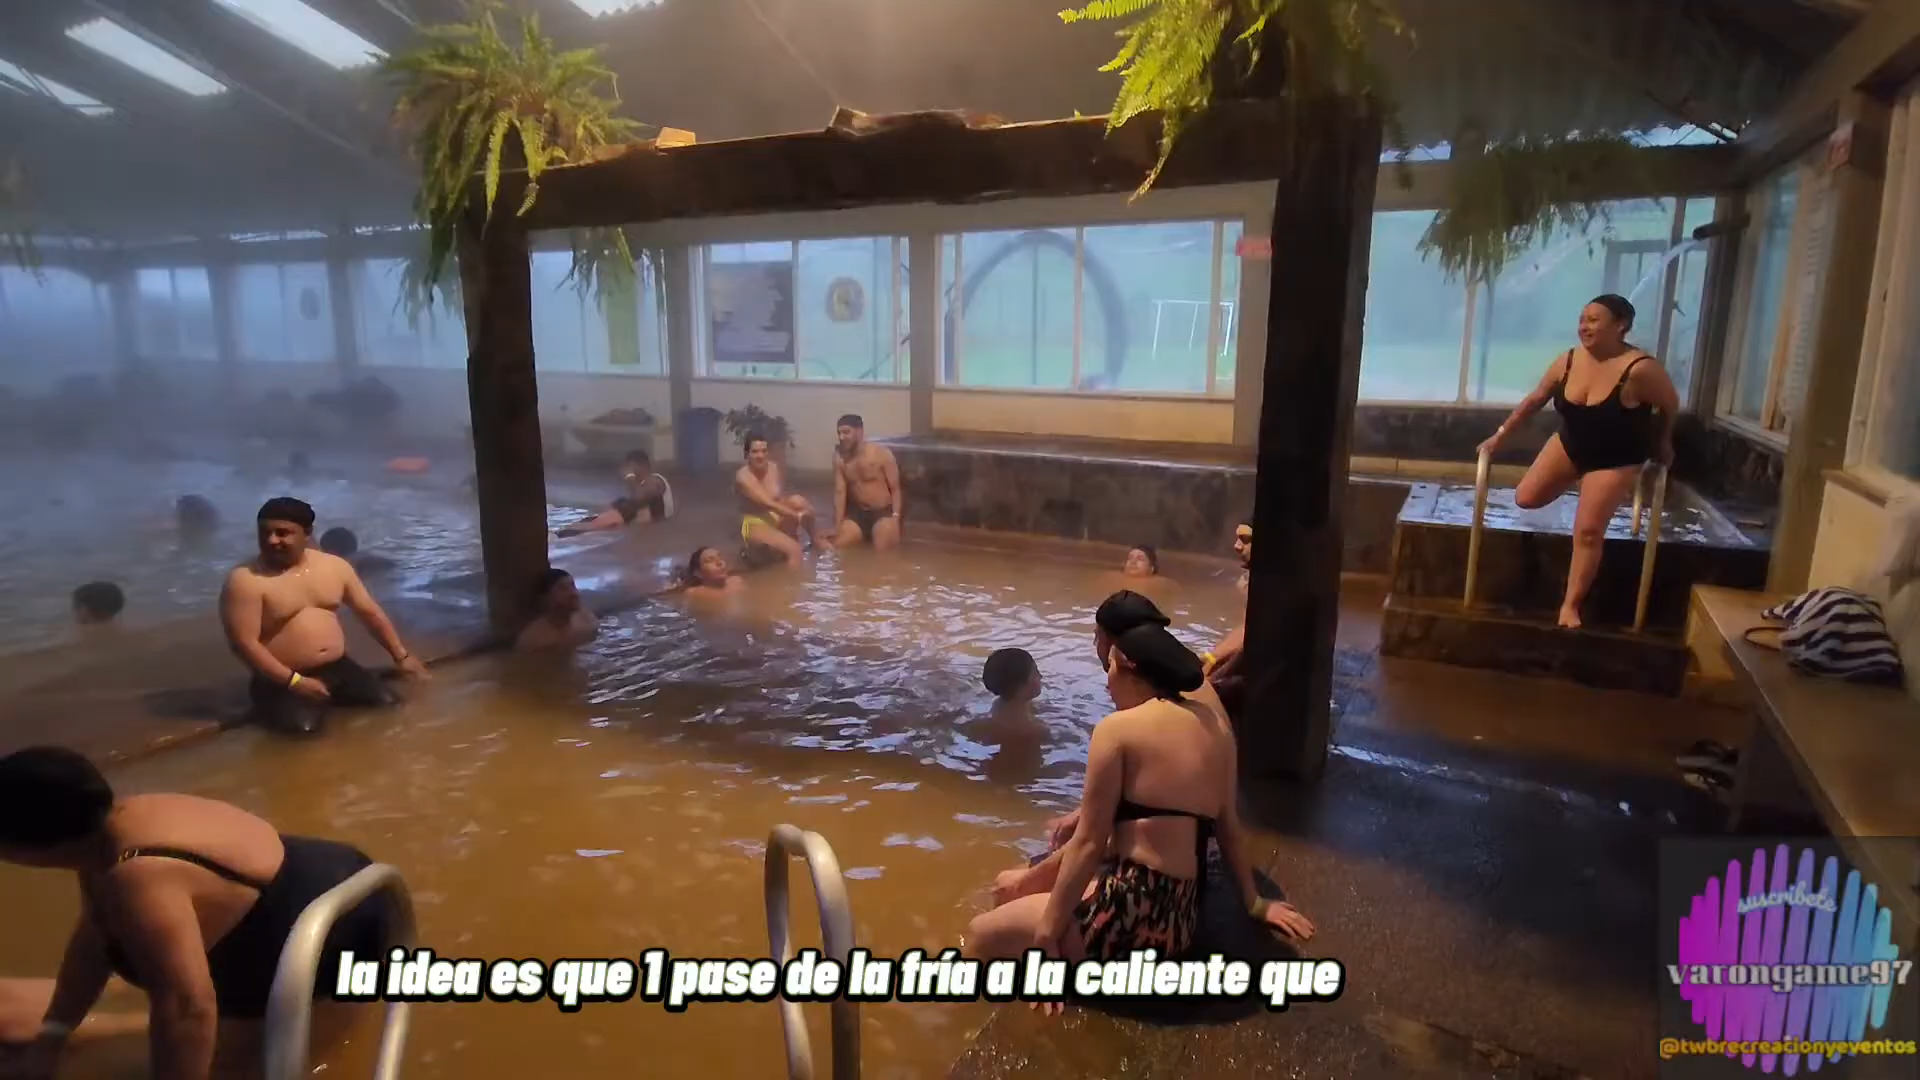 la idea es que 1 pase de la fría a la caliente que
suscribete
varongame97
@twbrecreacionyeventos